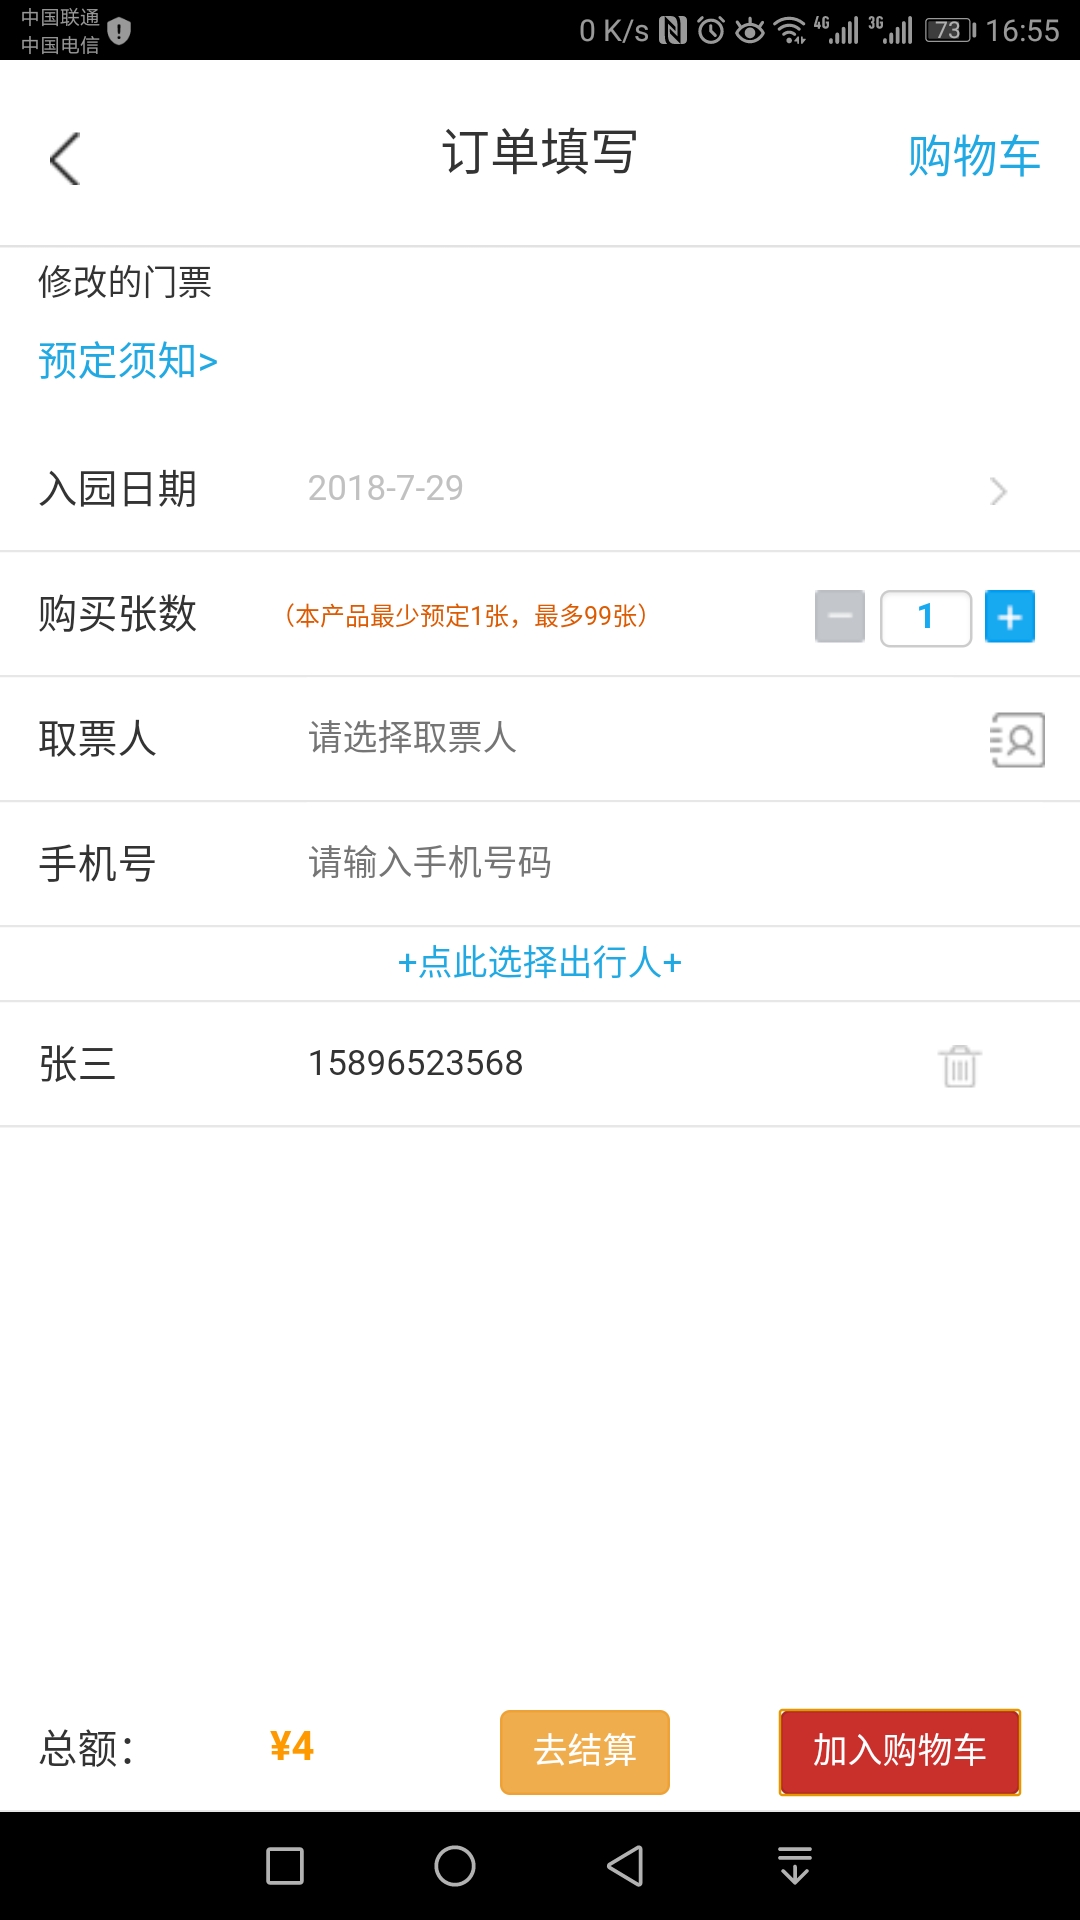 中国联通
中国电信
0 K/s 4G 3G 73 16:55
订单填写
购物车
修改的门票
预定须知>
入园日期 2018-7-29
购买张数 （本产品最少预定1张，最多99张） 1
取票人 请选择取票人
手机号 请输入手机号码
+点此选择出行人+
张三 15896523568
总额： ¥4 去结算 加入购物车